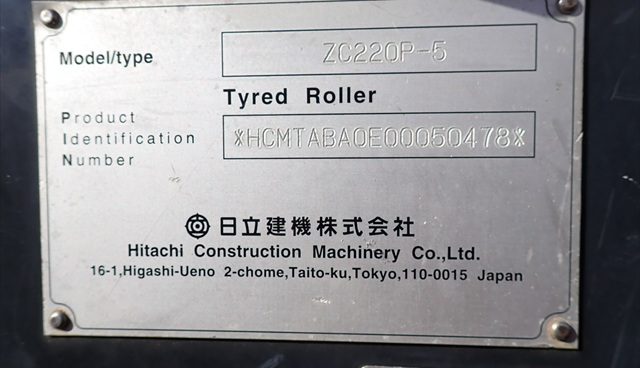 Model/type ZC220P-5
Tyred Roller
Product
Identification
Number
*HCMTABA0E00050478*
日立建機株式会社
Hitachi Construction Machinery Co.,Ltd.
16-1,Higashi-Ueno 2-chome,Taito-ku,Tokyo,110-0015 Japan